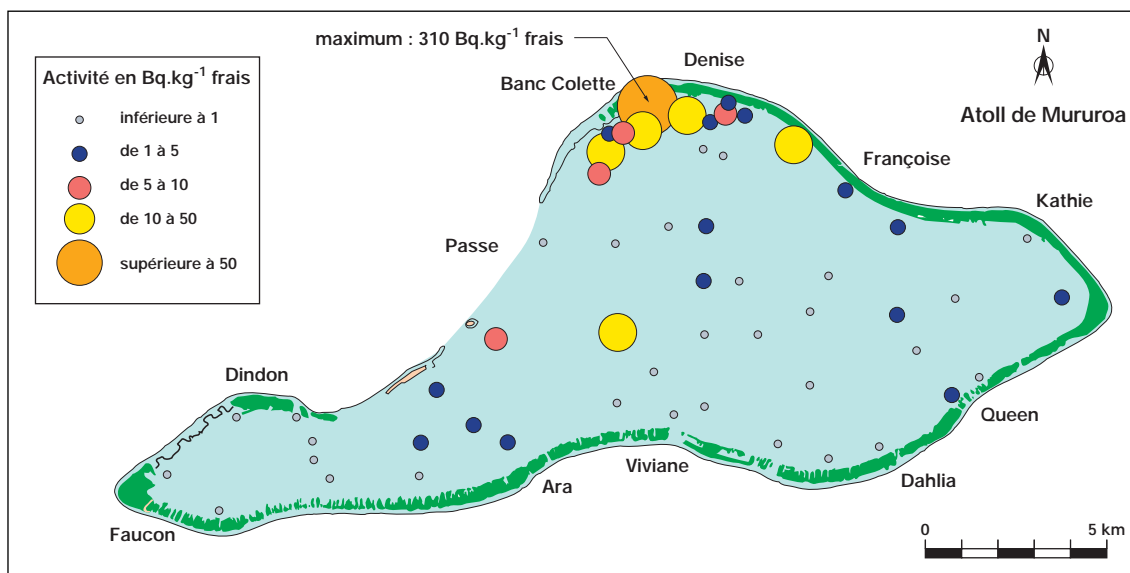 maximum : 310 Bq.kg⁻¹ frais
Denise
N
Activité en Bq.kg⁻¹ frais
Banc Colette
Atoll de Mururoa
inférieure à 1
de 1 à 5
Françoise
de 5 à 10
Kathie
de 10 à 50
Passe
supérieure à 50
Dindon
Queen
Viviane
Dahlia
Ara
Faucon
0 5 km